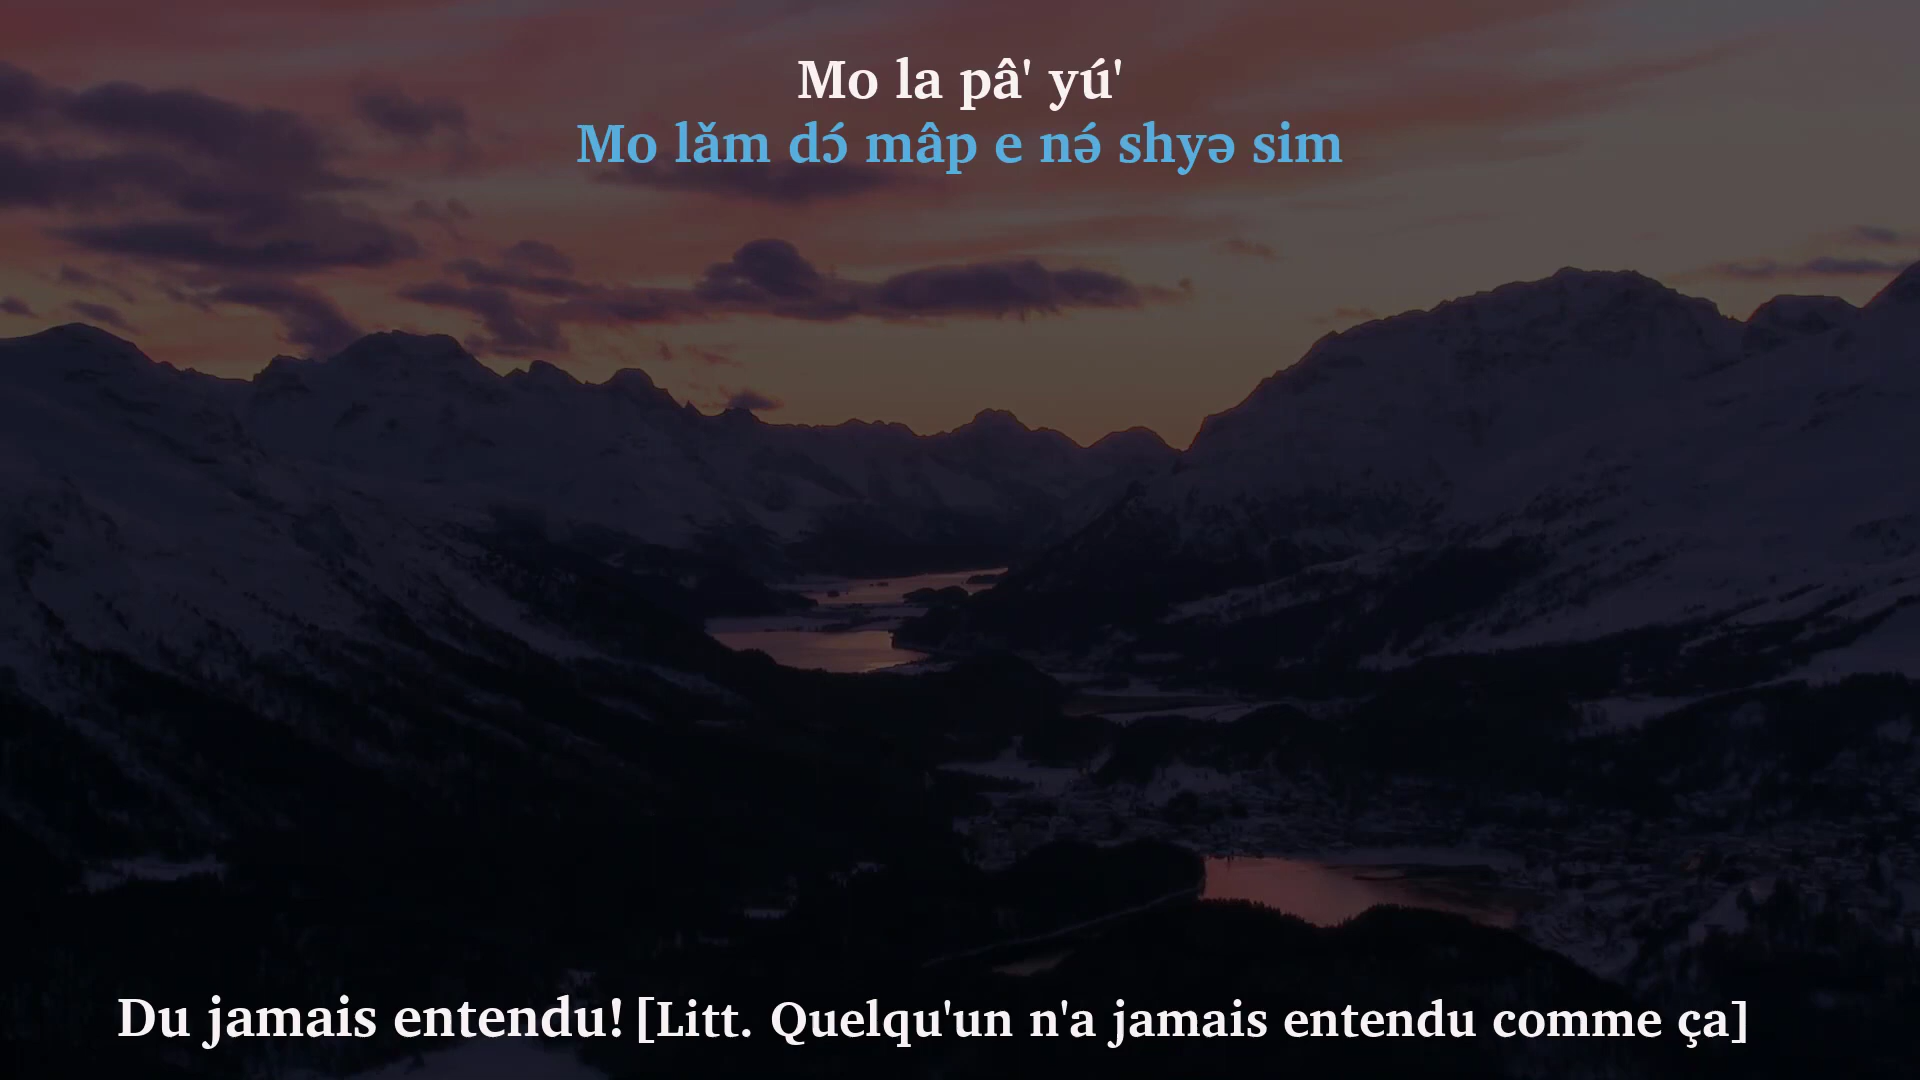 Mo la pâ' yú'
Mo lǎm dɔ́ mâp e nə́ shyə sim
Du jamais entendu! [Litt. Quelqu'un n'a jamais entendu comme ça]